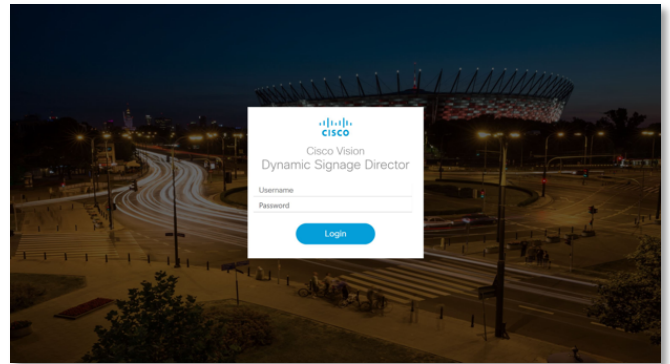 CISCO
Cisco Vision
Dynamic Signage Director
Username
Password
Login